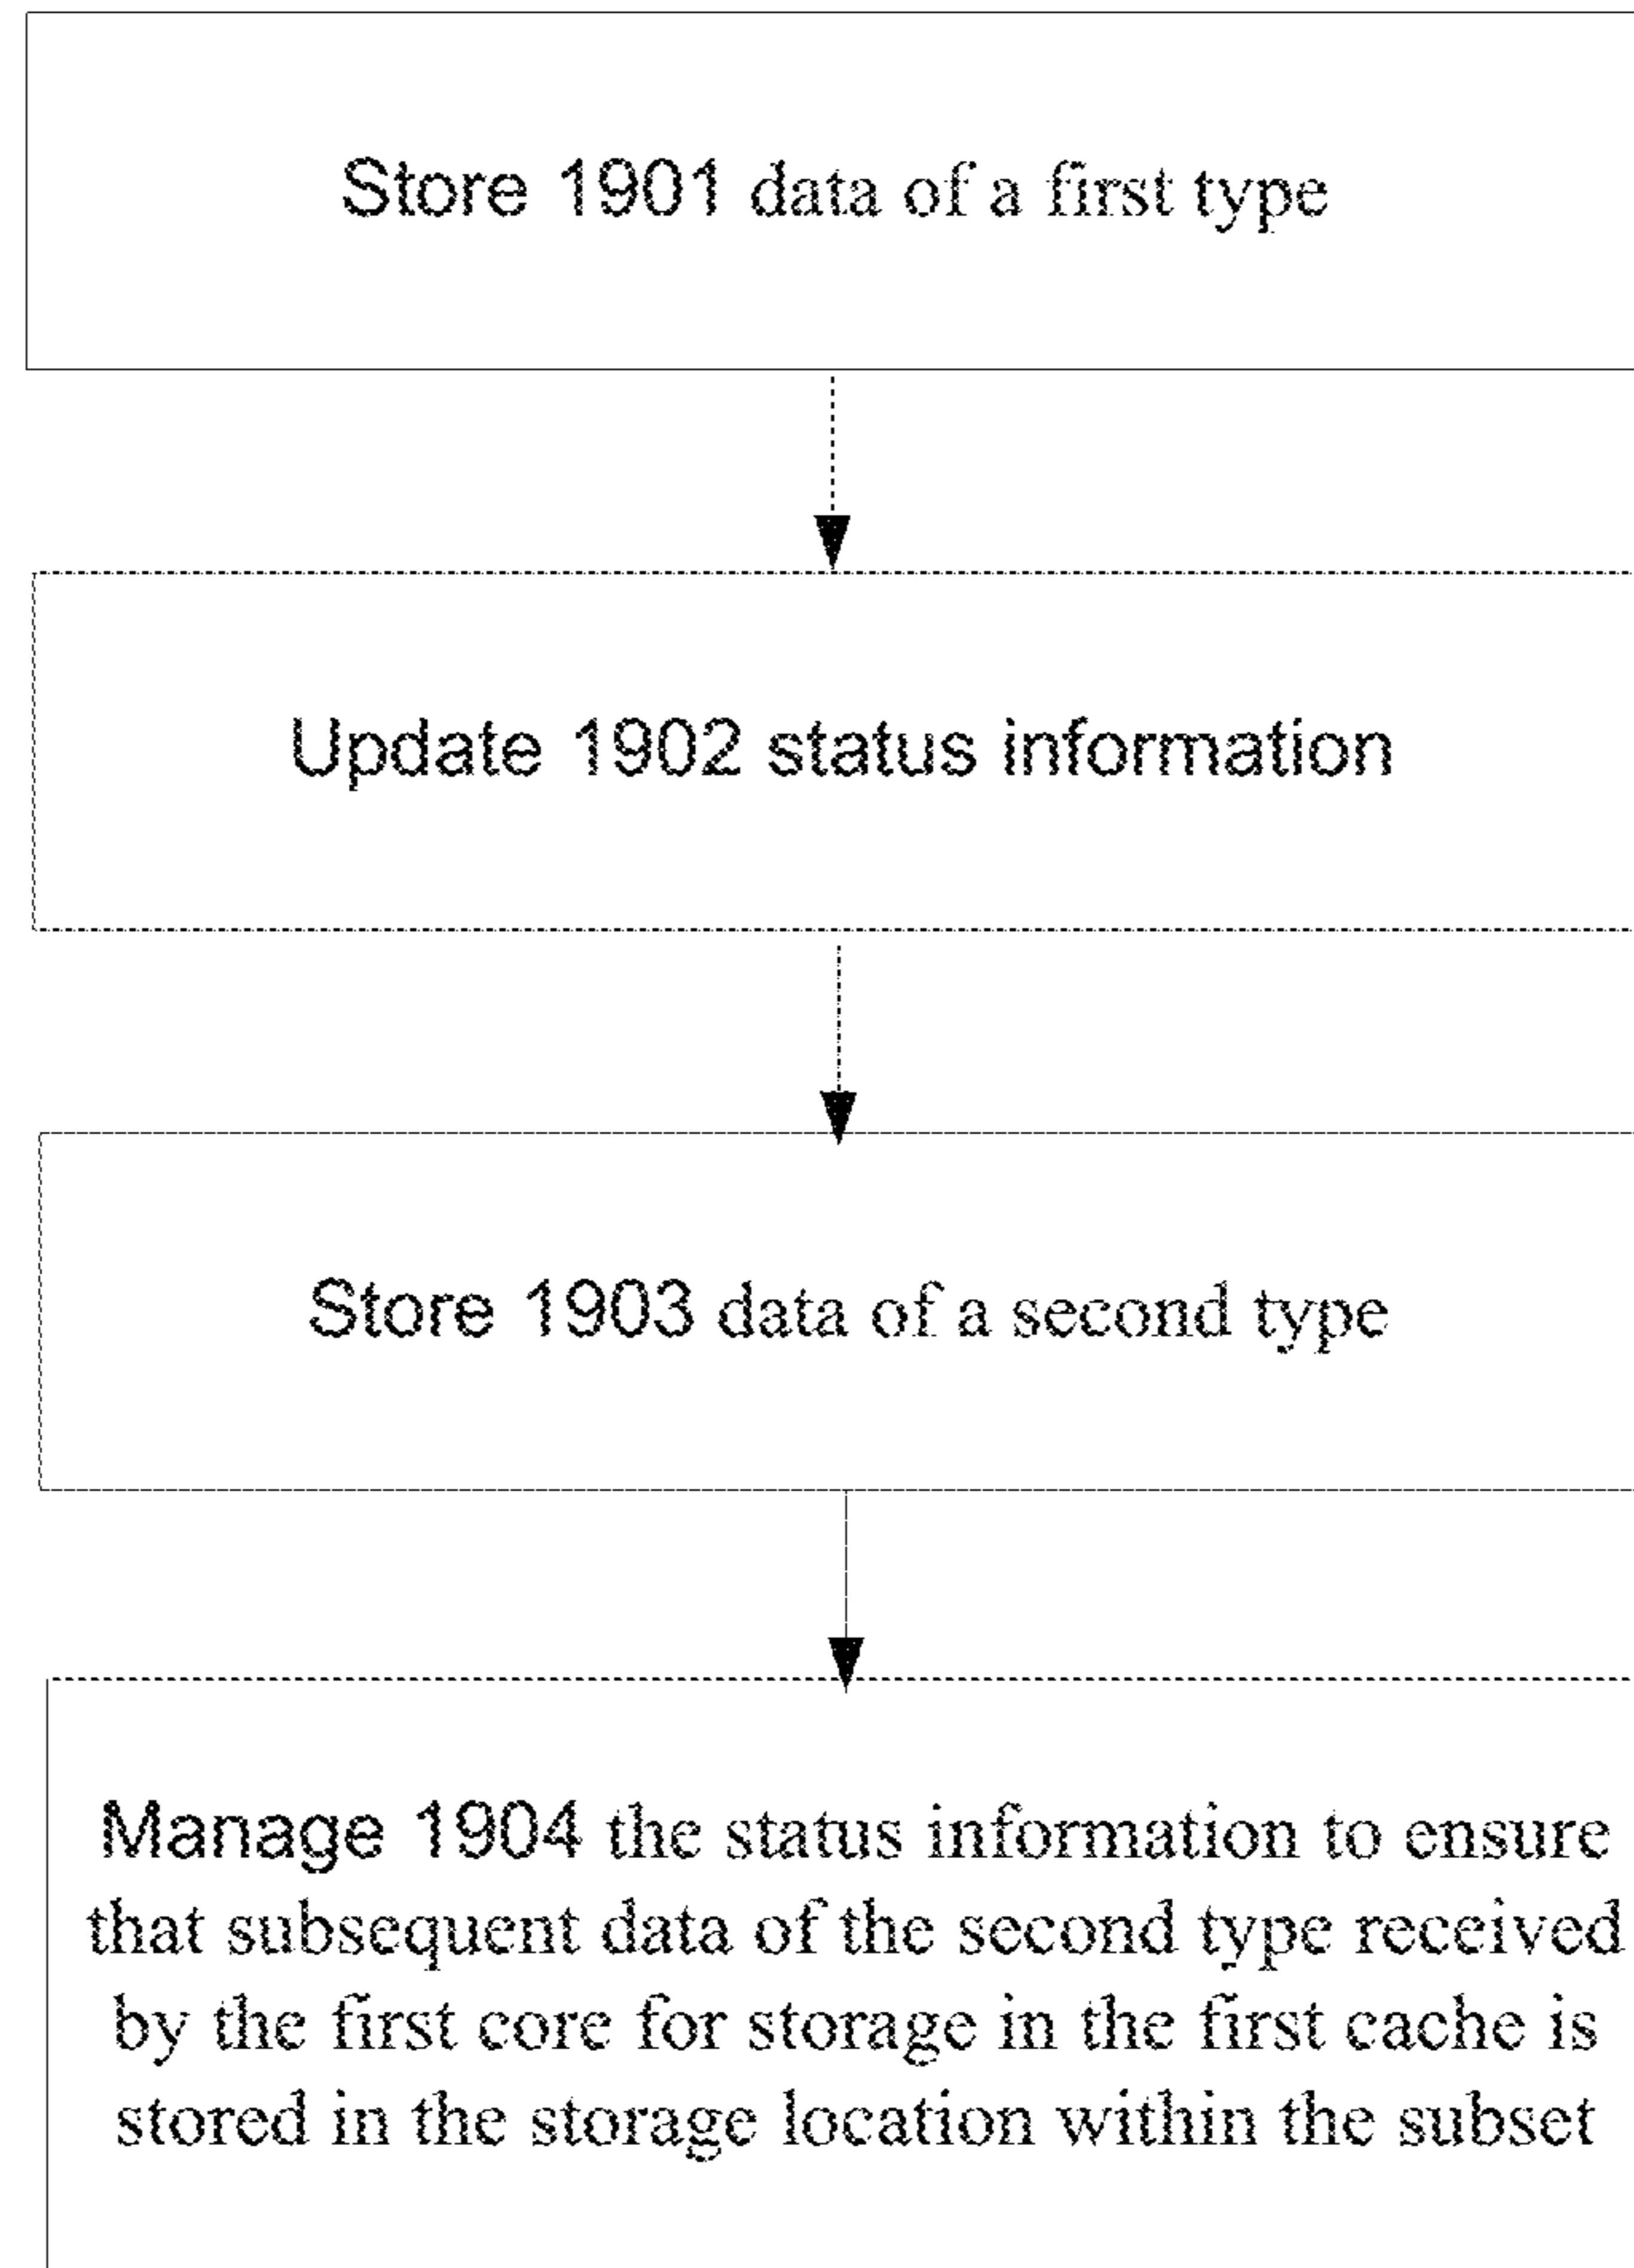 Store 1901 data of a first type
Update 1902 status information
Store 1903 data of a second type
Manage 1904 the status information to ensure
that subsequent data of the second type received
by the first core for storage in the first cache is
stored in the storage location within the subset